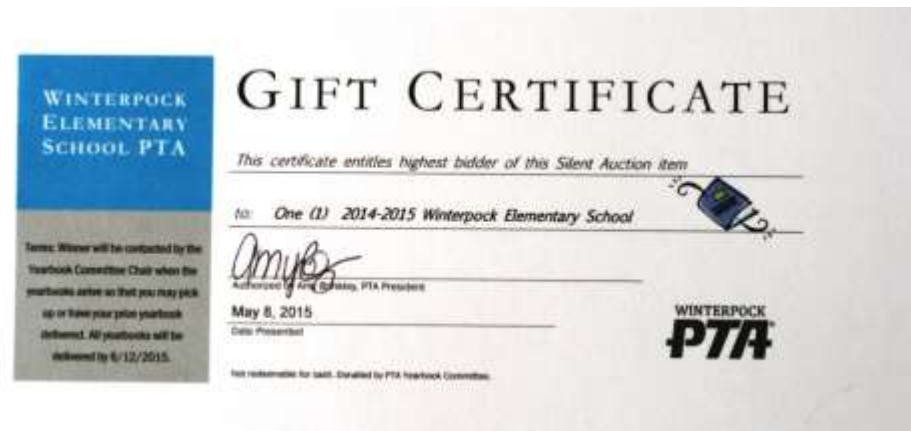 WINTERPOCK
ELEMENTARY
SCHOOL PTA
Terms: Winner will be contacted by the
Yearbook Committee Chair when the
yearbooks arrive so that you may pick
up or have your prize yearbook
delivered. All yearbooks will be
delivered by 6/12/2015.
GIFT CERTIFICATE
This certificate entitles highest bidder of this Silent Auction item
to: One (1) 2014-2015 Winterpock Elementary School
Authorized by Amy PTA President
May 8, 2015
Date Presented
Not redeemable for cash. Donated by PTA Yearbook Committee.
WINTERPOCK
PTA